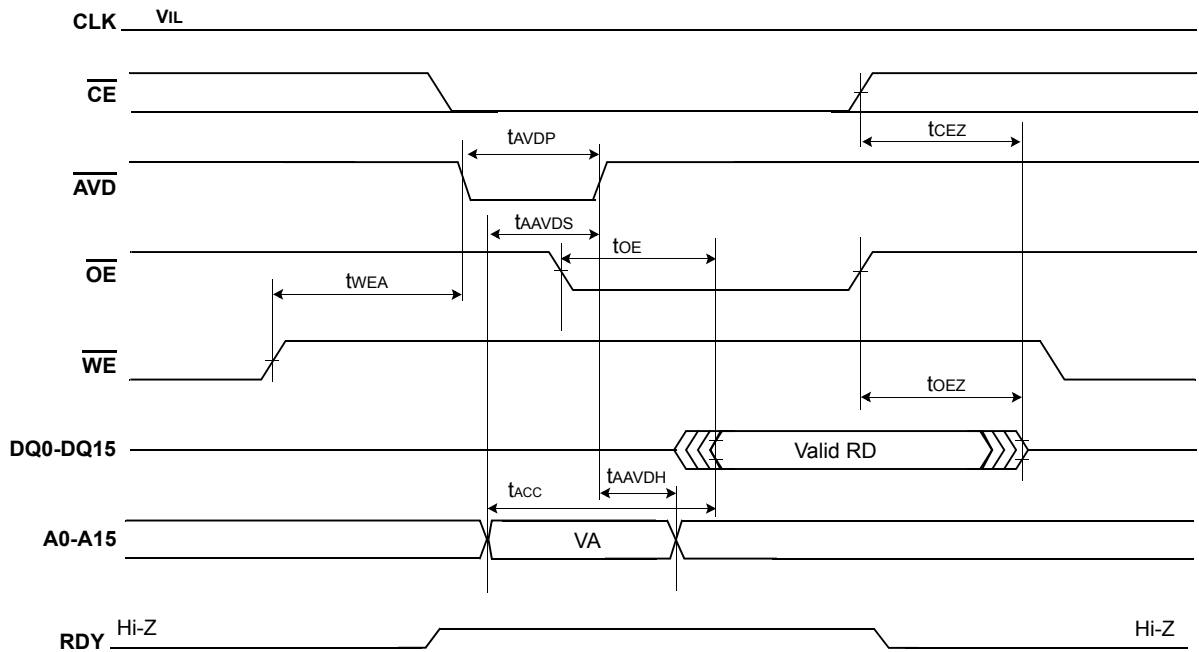 CLK VIL
CE
tCEZ
tAVDP
AVD
tAAVDS
tOE
OE
tWEA
WE
tOEZ
DQ0-DQ15 Valid RD
tAAVDH
tACC
A0-A15 VA
RDY Hi-Z Hi-Z